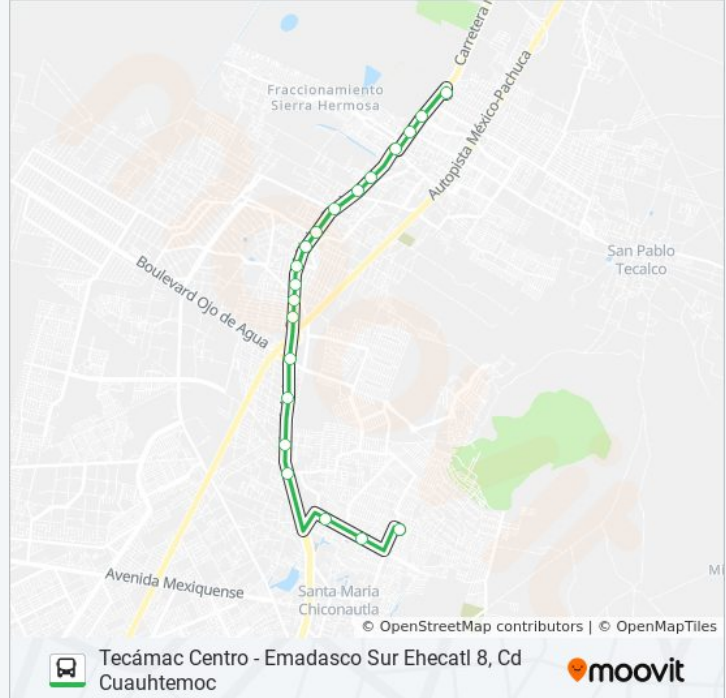 Carretera
Fraccionamiento
Sierra Hermosa
Autopista México-Pachuca
San Pablo
Tecalco
Boulevard Ojo de Agua
Avenida Mexiquense
Santa Maria
Chiconautla
© OpenStreetMap contributors | © OpenMapTiles
Tecámac Centro - Emadasco Sur Ehecatl 8, Cd
Cuauhtemoc
moovit